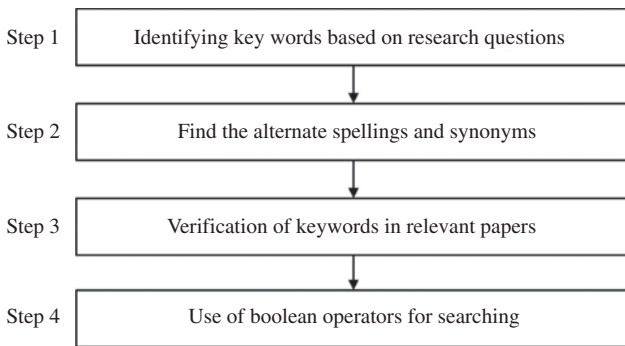 Step 1 Identifying key words based on research questions
Step 2 Find the alternate spellings and synonyms
Step 3 Verification of keywords in relevant papers
Step 4 Use of boolean operators for searching